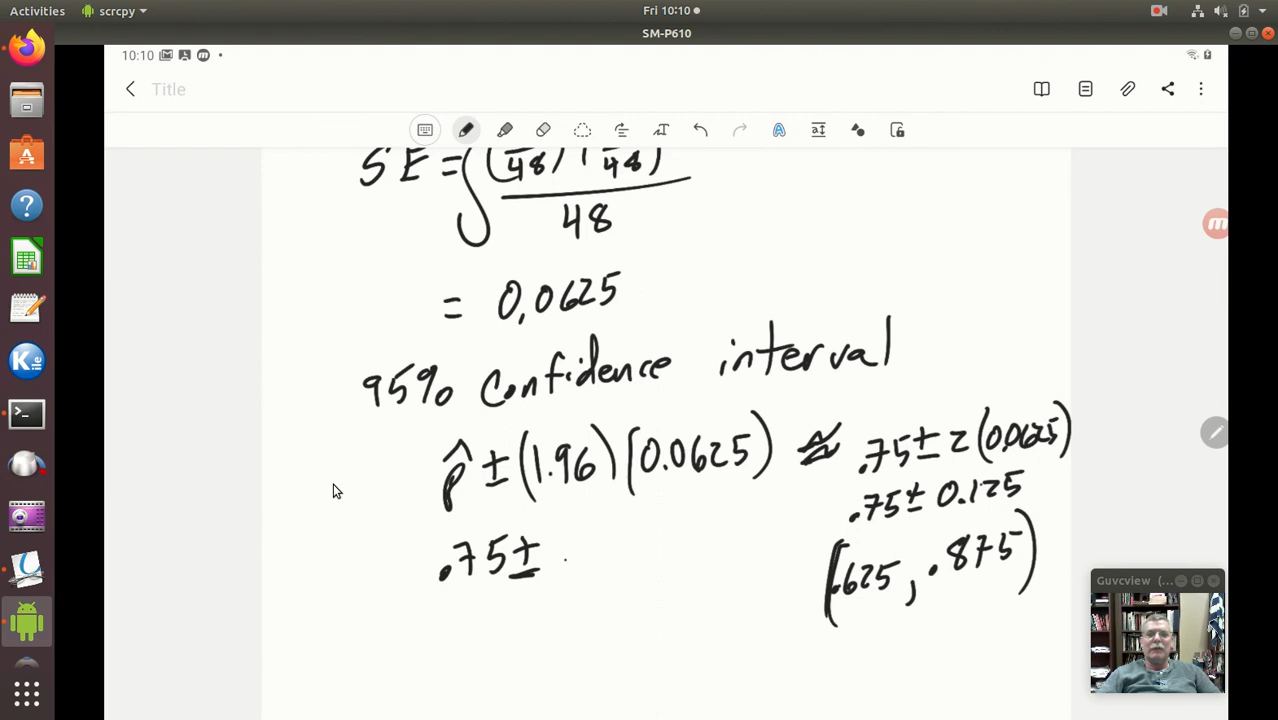 Activities scrcpy Fri 10:10
SM-P610
10:10
Title
SE = √ (48) (48)
48
= 0.0625
95% confidence interval
p̂ ± (1.96) (0.0625) ≈ .75 ± 2 (0.0625)
.75 ± 0.125
.75 ±
(.625, .875)
Guvcview (...